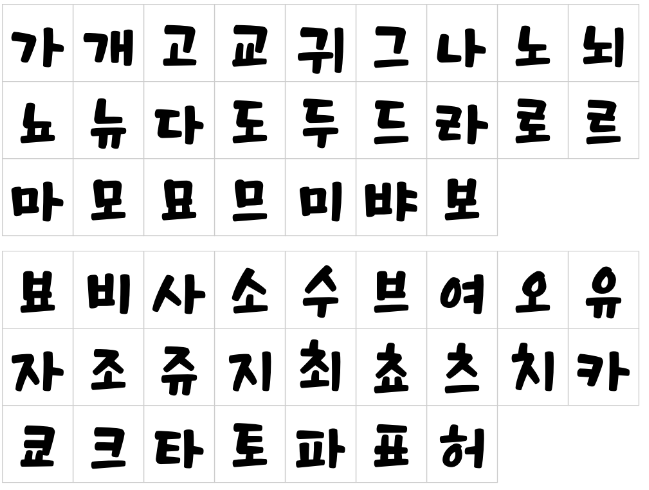 가 개 고 교 귀 그 나 노 뇌
뇨 뉴 다 도 두 드 라 로 르
마 모 묘 므 미 뱌 보
뵤 비 사 소 수 브 여 오 유
자 조 쥬 지 최 쵸 츠 치 카
쿄 크 타 토 파 표 허